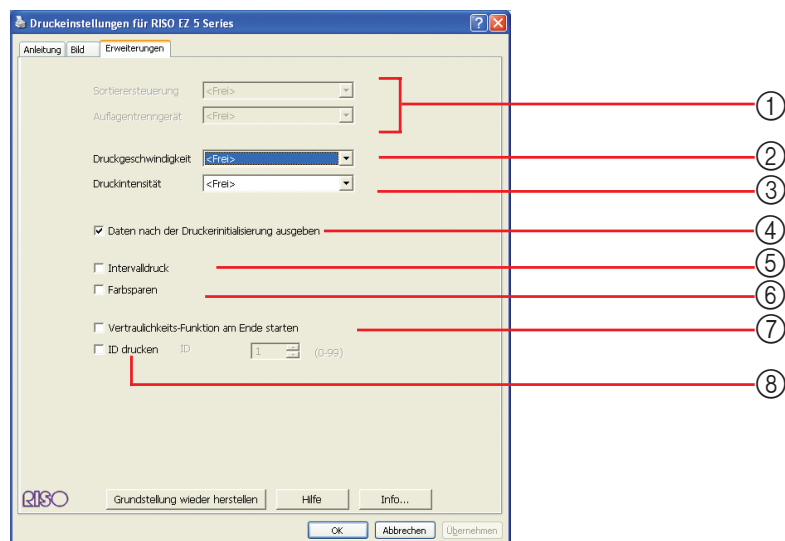 Druckeinstellungen für RISO EZ 5 Series
Anleitung Bild Erweiterungen
Sortierersteuerung <Frei>
Auflagentrenngerät <Frei>
①
Druckgeschwindigkeit <Frei>
②
Druckintensität <Frei>
③
Daten nach der Druckerinitialisierung ausgeben
④
Intervalldruck
⑤
Farbsparen
⑥
Vertraulichkeits-Funktion am Ende starten
⑦
ID drucken ID 1 (0-99)
⑧
RISO Grundstellung wieder herstellen Hilfe Info...
OK Abbrechen Übernehmen